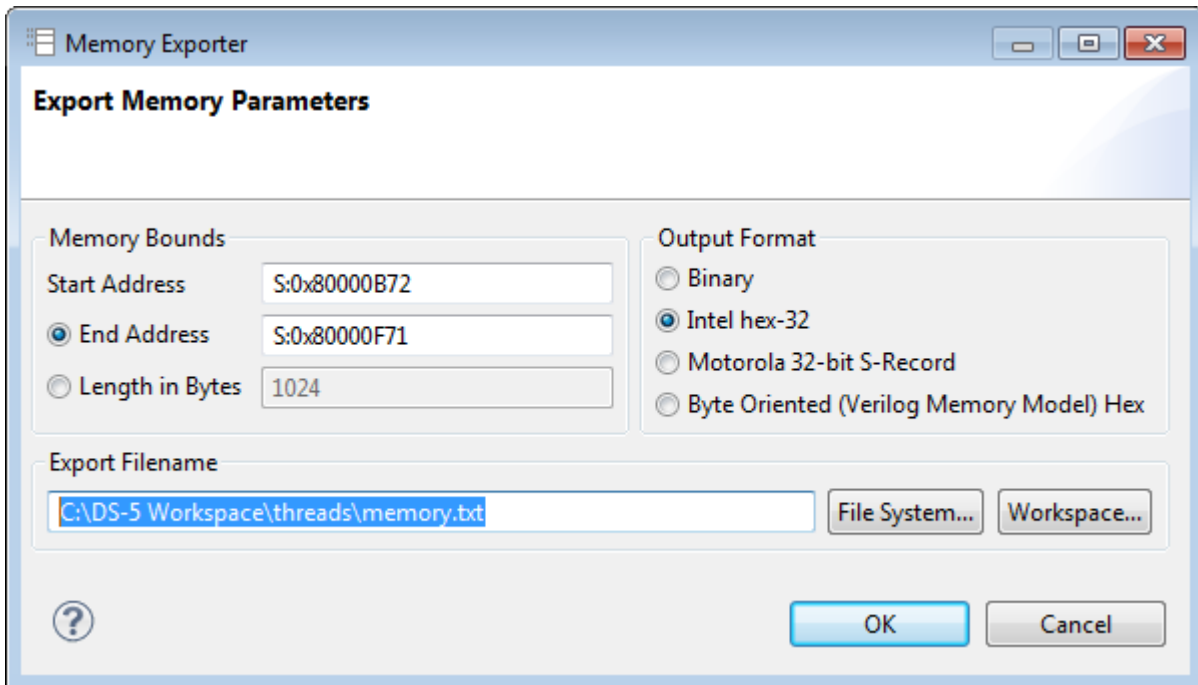 Memory Exporter
Export Memory Parameters
Memory Bounds
Start Address S:0x80000B72
End Address S:0x80000F71
Length in Bytes 1024
Output Format
Binary
Intel hex-32
Motorola 32-bit S-Record
Byte Oriented (Verilog Memory Model) Hex
Export Filename
C:\DS-5 Workspace\threads\memory.txt File System... Workspace...
? OK Cancel